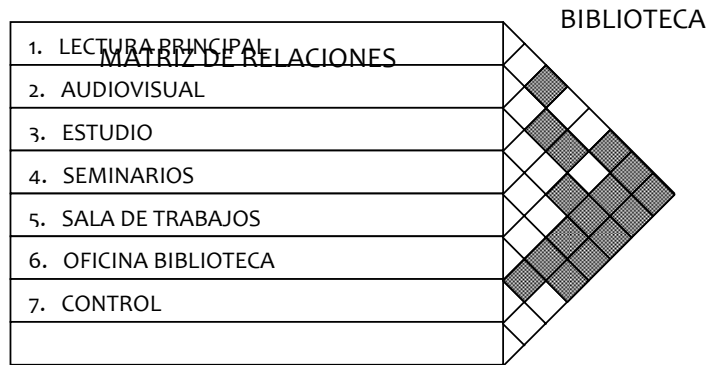 BIBLIOTECA
MATRIZ DE RELACIONES
1. LECTURA PRINCIPAL
2. AUDIOVISUAL
3. ESTUDIO
4. SEMINARIOS
5. SALA DE TRABAJOS
6. OFICINA BIBLIOTECA
7. CONTROL